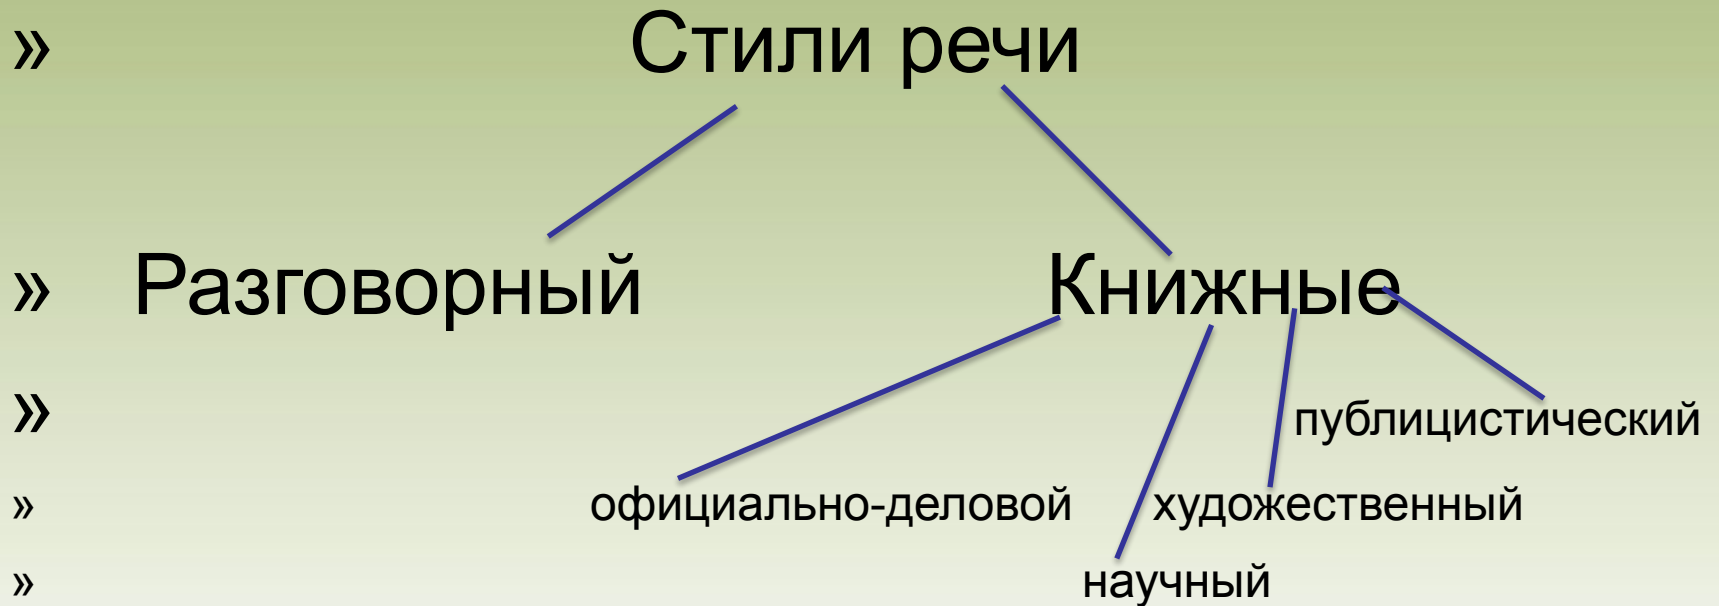 » Стили речи
» Разговорный Книжные
» публицистический
» официально-деловой художественный
» научный